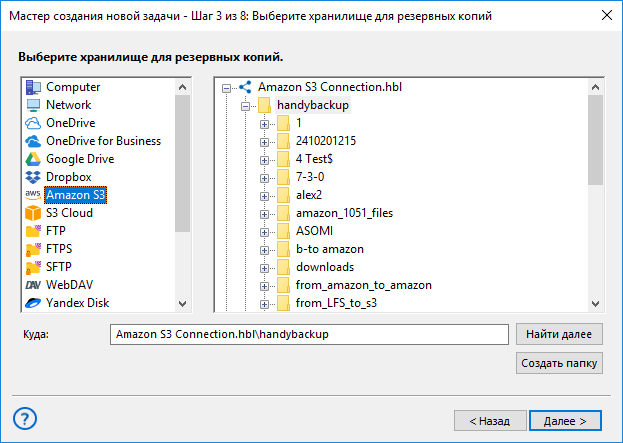 Мастер создания новой задачи - Шаг 3 из 8: Выберите хранилище для резервных копий
Выберите хранилище для резервных копий.
Computer
Network
OneDrive
OneDrive for Business
Google Drive
Dropbox
aws Amazon S3
S3 Cloud
FTP
FTPS
SFTP
DAV WebDAV
Yandex Disk
Amazon S3 Connection.hbl
handybackup
1
2410201215
4 Test$
7-3-0
alex2
amazon_1051_files
ASOMI
b-to amazon
downloads
from_amazon_to_amazon
from_LFS_to_s3
Куда:
Amazon S3 Connection.hbl\handybackup
Найти далее
Создать папку
?
< Назад
Далее >